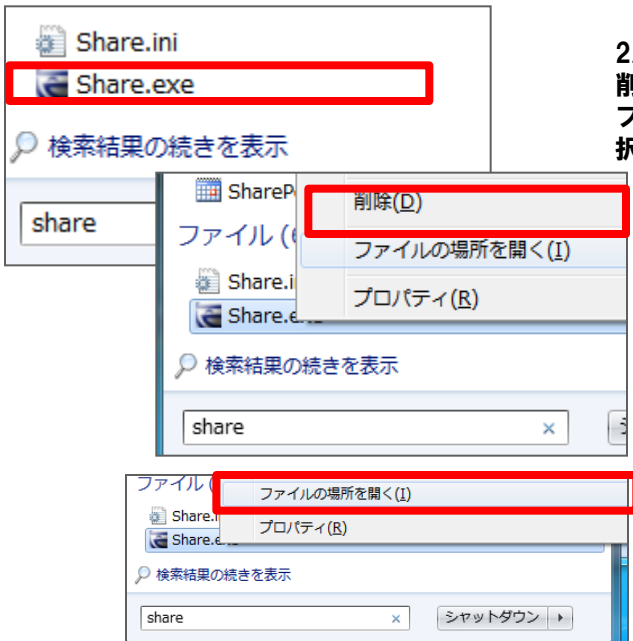 Share.ini
Share.exe
検索結果の続きを表示
share
2.
削
フ
択
ShareP
削除(D)
ファイル (
ファイルの場所を開く(I)
Share.i
プロパティ(R)
Share.e
検索結果の続きを表示
share
×
ファイル (
ファイルの場所を開く(I)
Share.
プロパティ(R)
Share.e
検索結果の続きを表示
share
×
シャットダウン